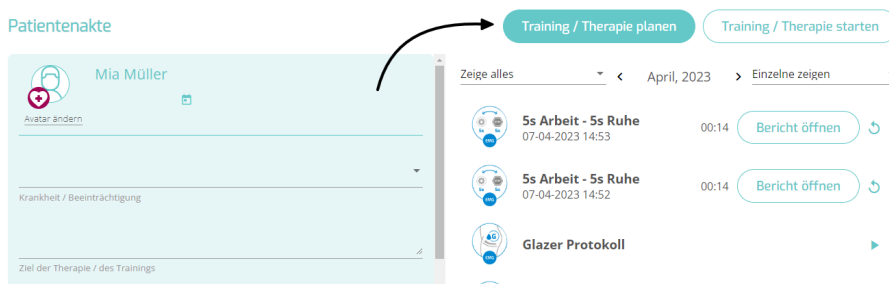 Patientenakte
Training / Therapie planen
Training / Therapie starten
Mia Müller
Avatar ändern
Krankheit / Beeinträchtigung
Ziel der Therapie / des Trainings
Zeige alles
April, 2023
Einzelne zeigen
5s Arbeit - 5s Ruhe
07-04-2023 14:53
00:14
Bericht öffnen
5s Arbeit - 5s Ruhe
07-04-2023 14:52
00:14
Bericht öffnen
Glazer Protokoll